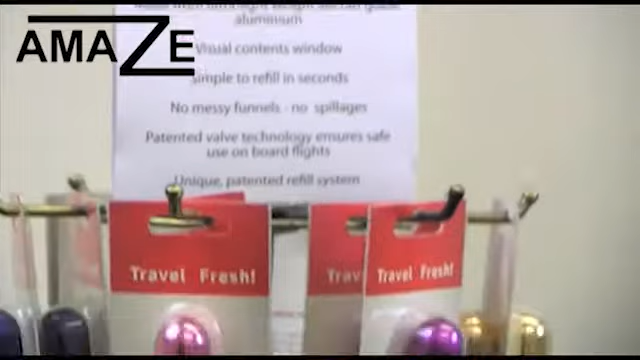 AMAZE
aluminium
Visual contents window
Simple to refill in seconds
No messy funnels - no spillages
Patented valve technology ensures safe
use on board flights
Unique, patented refill system
Travel Fresh!
Trav
Travel Fresh!